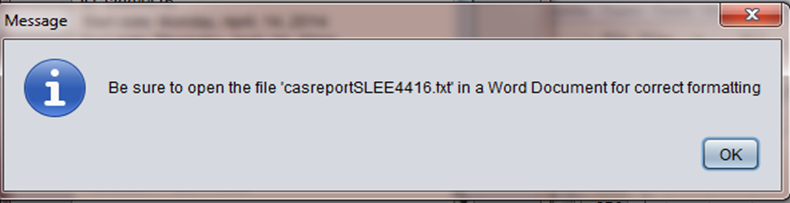 Message
Be sure to open the file 'casreportSLEE4416.txt' in a Word Document for correct formatting
OK